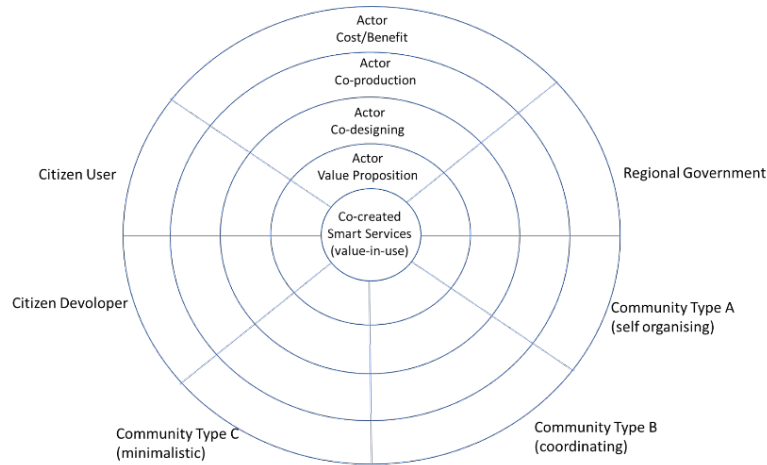 Actor
Cost/Benefit
Actor
Co-production
Actor
Co-designing
Actor
Value Proposition
Co-created
Smart Services
(value-in-use)
Citizen User
Regional Government
Citizen Devoloper
Community Type A
(self organising)
Community Type B
(coordinating)
Community Type C
(minimalistic)